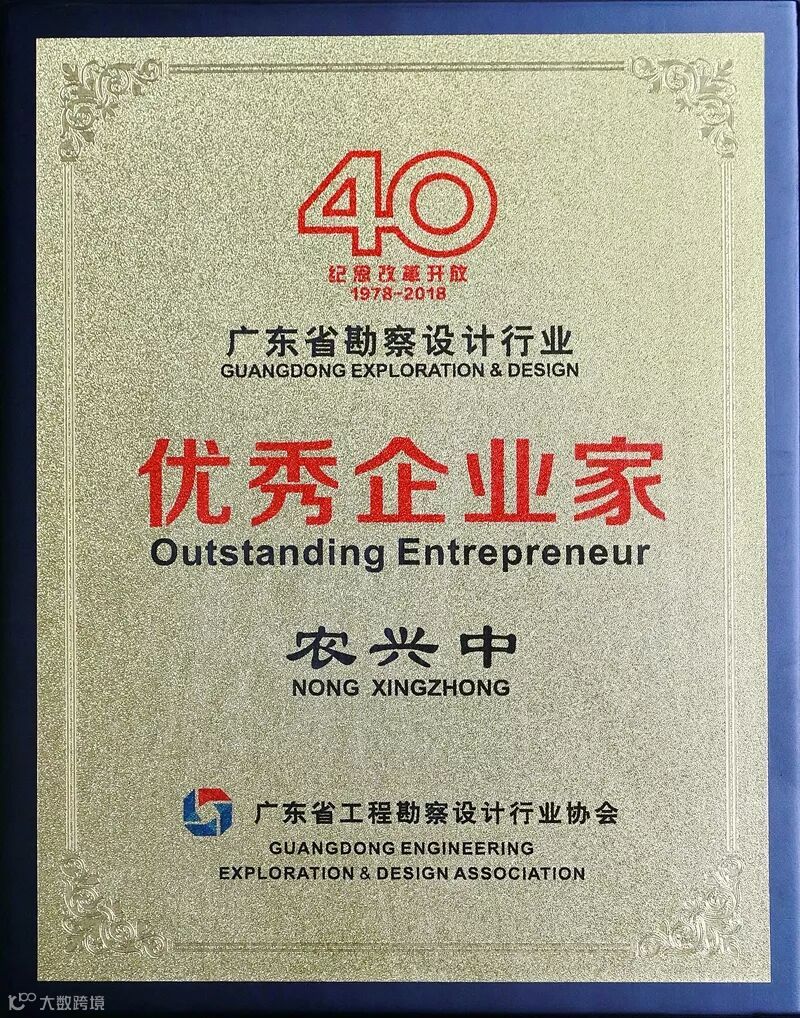 40
纪念改革开放
1978-2018
广东省勘察设计行业
GUANGDONG EXPLORATION & DESIGN
优秀企业家
Outstanding Entrepreneur
农兴中
NONG XINGZHONG
广东省工程勘察设计行业协会
GUANGDONG ENGINEERING
EXPLORATION & DESIGN ASSOCIATION
大数跨境